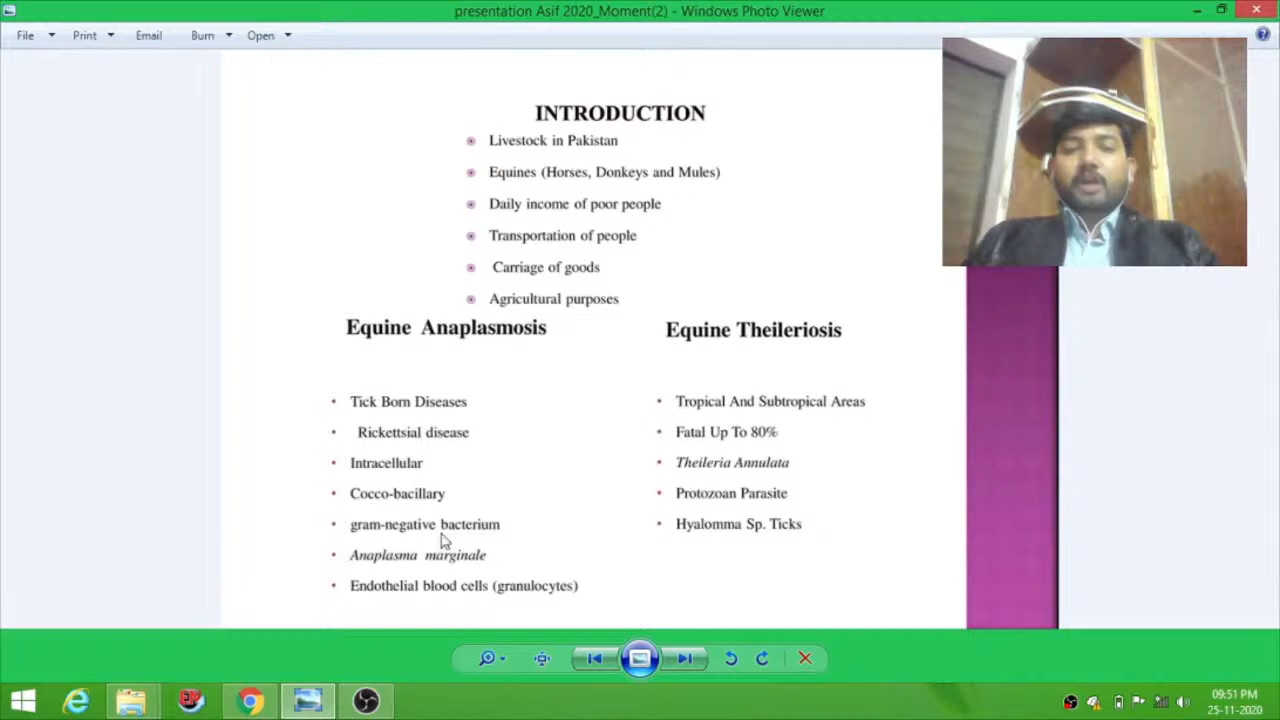 presentation Asif 2020_Moment(2) - Windows Photo Viewer
File Print Email Burn Open
INTRODUCTION
Livestock in Pakistan
Equines (Horses, Donkeys and Mules)
Daily income of poor people
Transportation of people
Carriage of goods
Agricultural purposes
Equine Anaplasmosis
Tick Born Diseases
Rickettsial disease
Intracellular
Cocco-bacillary
gram-negative bacterium
Anaplasma marginale
Endothelial blood cells (granulocytes)
Equine Theileriosis
Tropical And Subtropical Areas
Fatal Up To 80%
Theileria Annulata
Protozoan Parasite
Hyalomma Sp. Ticks
09:51 PM
25-11-2020